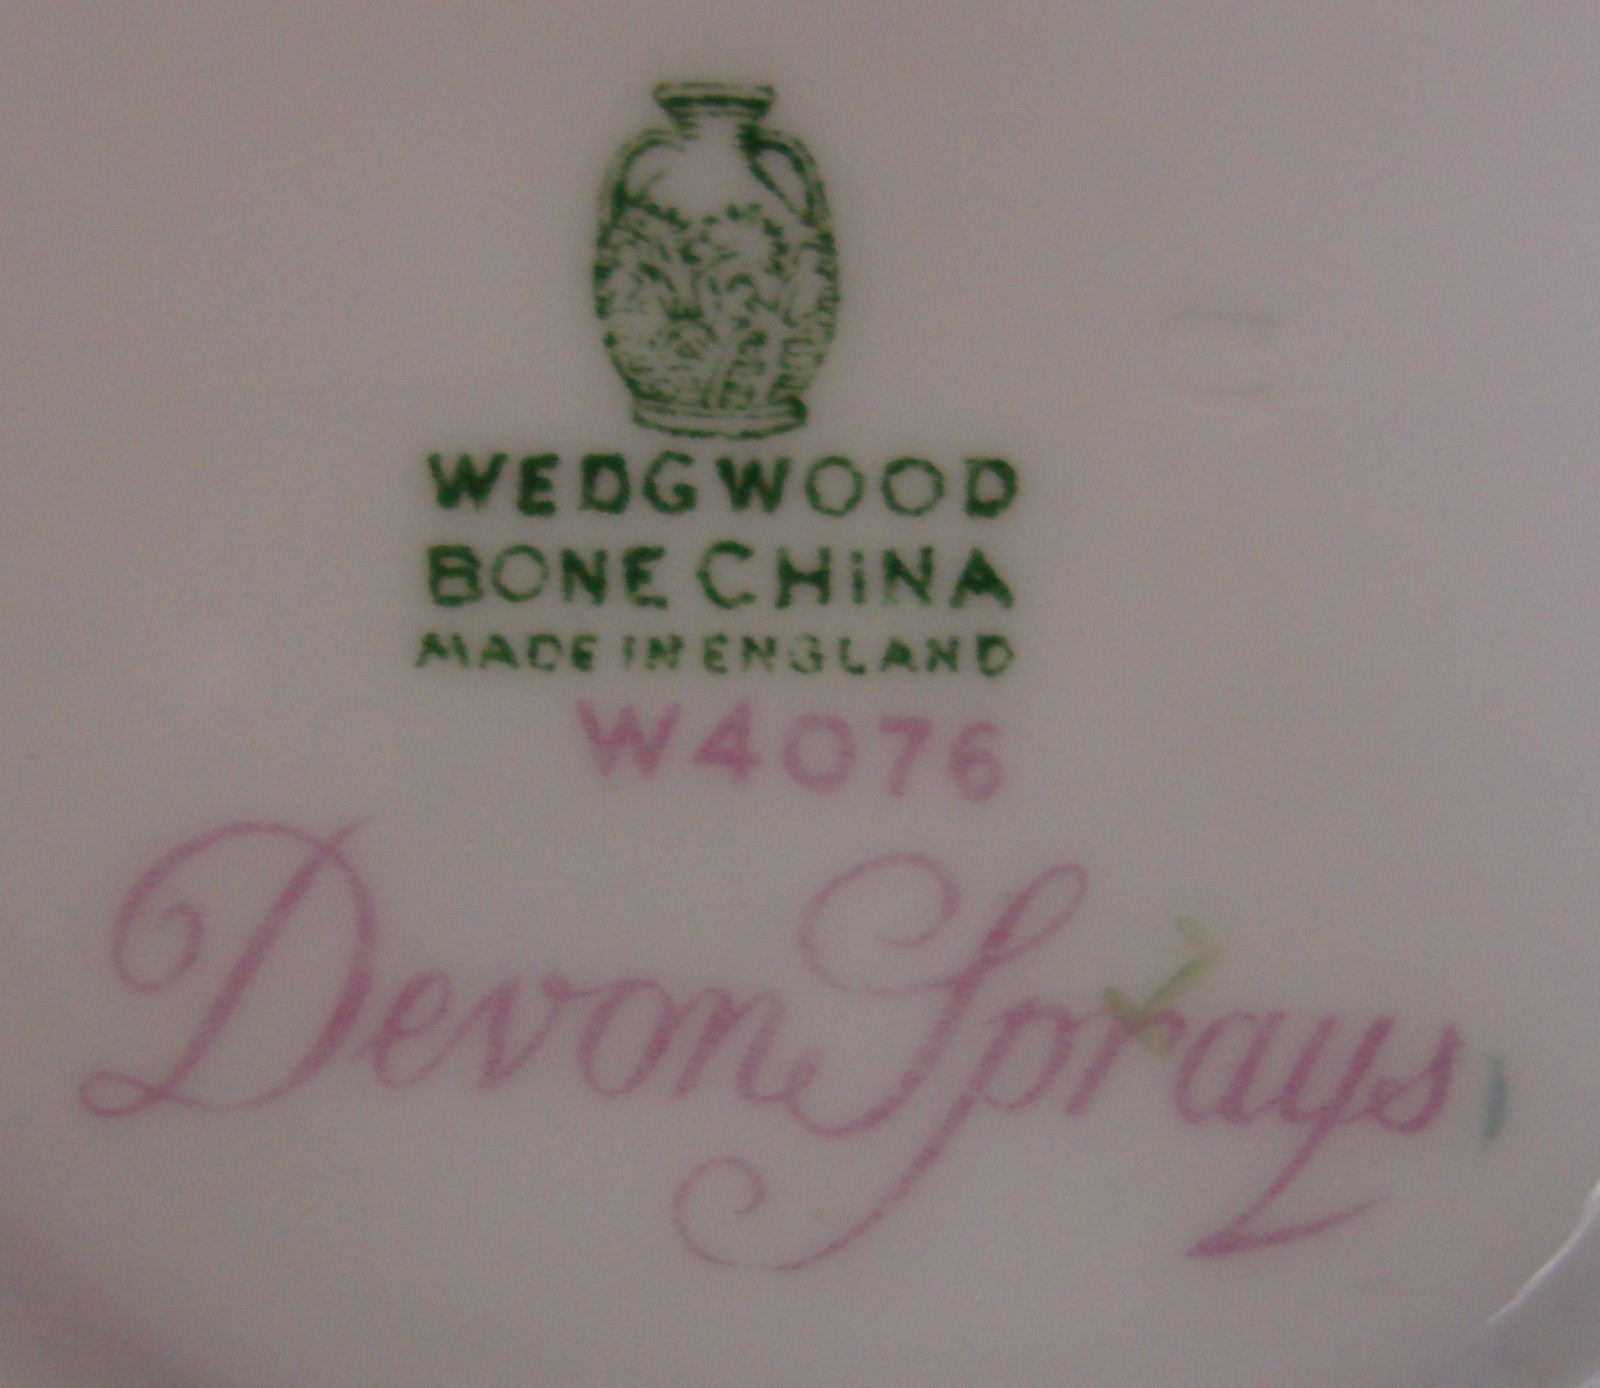 WEDGWOOD
BONE CHiNA
MADE IN ENGLAND
W4076
Devon Sprays